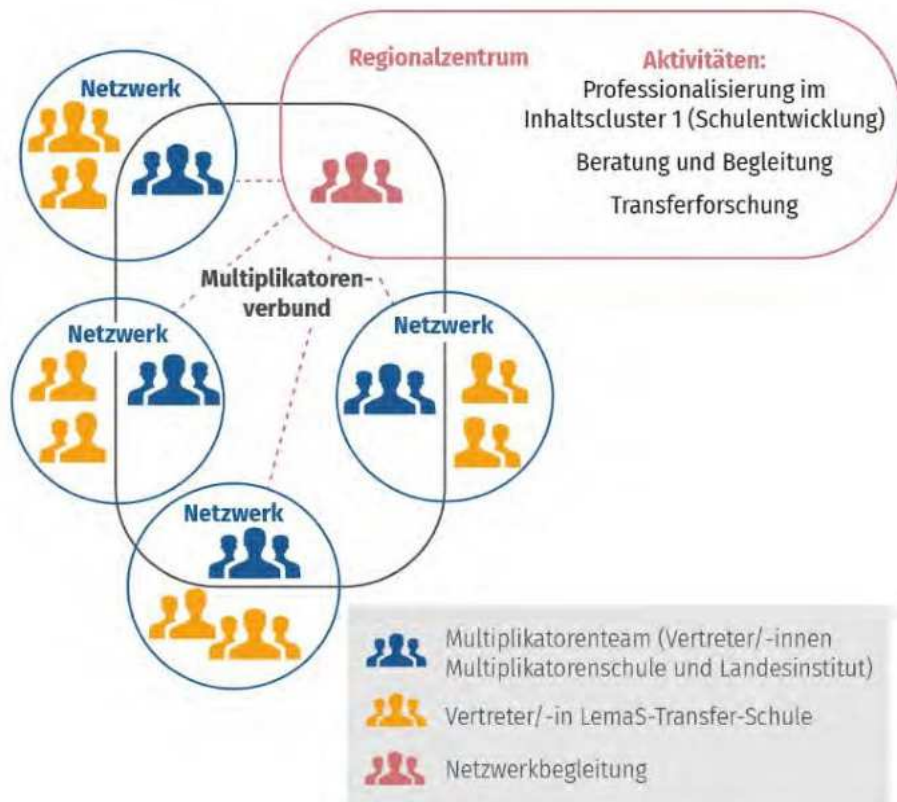 Regionalzentrum
Aktivitäten:
Professionalisierung im
Inhaltscluster 1 (Schulentwicklung)
Beratung und Begleitung
Transferforschung
Netzwerk
Multiplikatoren-
verbund
Netzwerk
Netzwerk
Netzwerk
Multiplikatorenteam (Vertreter/-innen
Multiplikatorenschule und Landesinstitut)
Vertreter/-in LemaS-Transfer-Schule
Netzwerkbegleitung